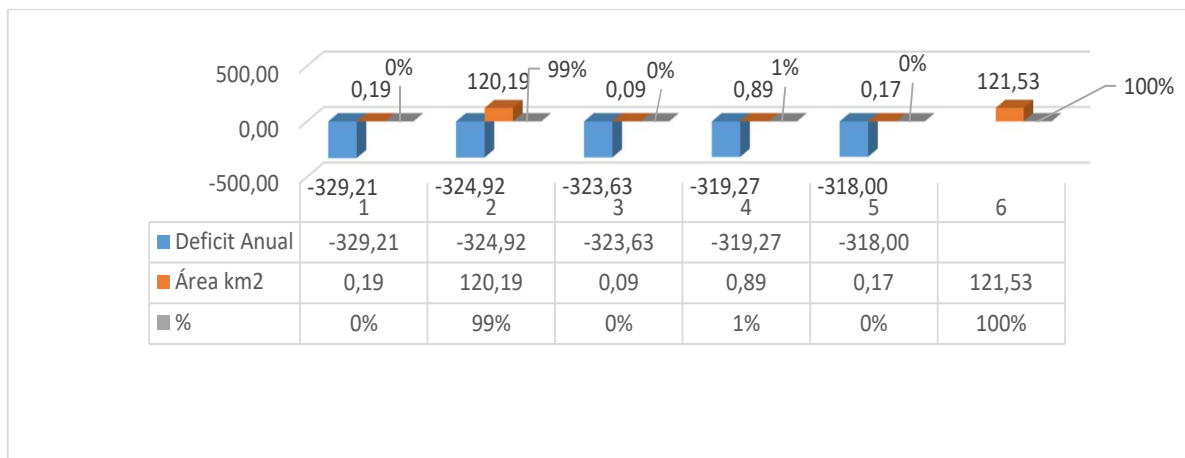 0% 99% 0% 1% 0%
500,00 0,19 120,19 0,09 0,89 0,17 121,53 100%
0,00
-500,00 -329,21 -324,92 -323,63 -319,27 -318,00
1 2 3 4 5 6
Deficit Anual -329,21 -324,92 -323,63 -319,27 -318,00
Área km2 0,19 120,19 0,09 0,89 0,17 121,53
% 0% 99% 0% 1% 0% 100%